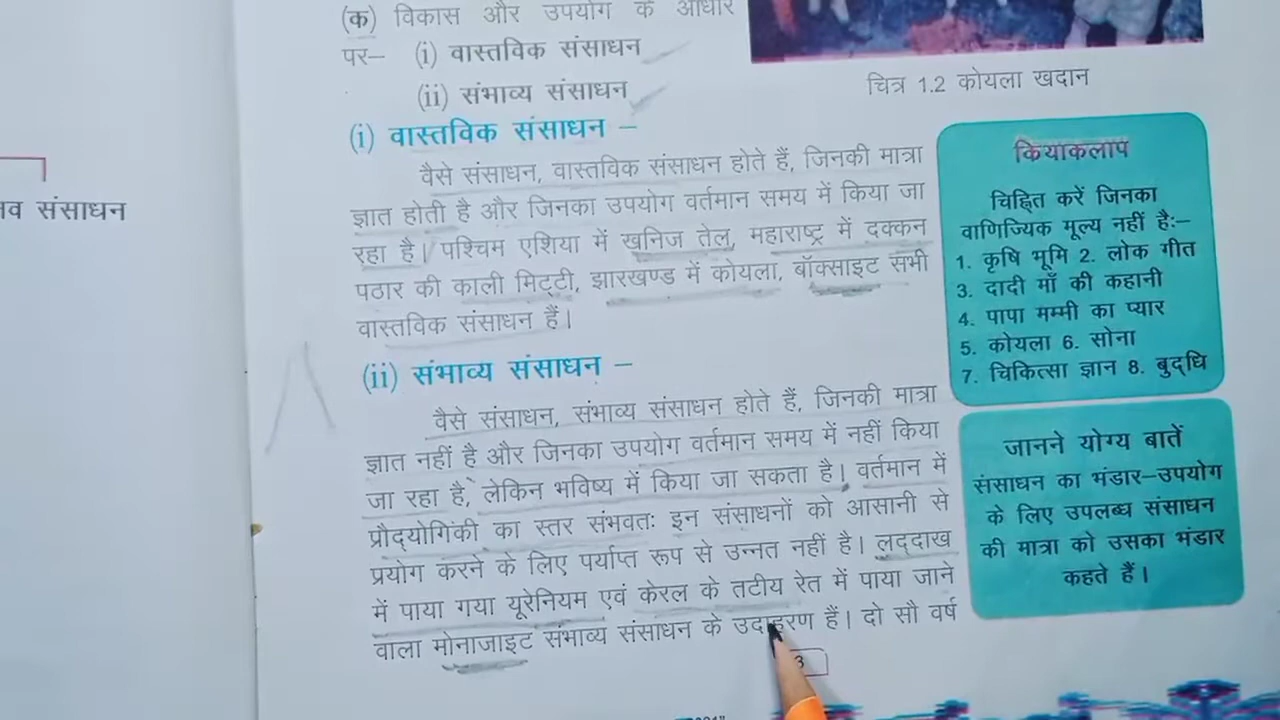 नव संसाधन
(क) विकास और उपयोग के आधार
पर– (i) वास्तविक संसाधन
(ii) संभाव्य संसाधन
(i) वास्तविक संसाधन –
वैसे संसाधन, वास्तविक संसाधन होते हैं, जिनकी मात्रा
ज्ञात होती है और जिनका उपयोग वर्तमान समय में किया जा
रहा है। पश्चिम एशिया में खनिज तेल, महाराष्ट्र में दक्कन
पठार की काली मिट्टी, झारखण्ड में कोयला, बॉक्साइट सभी
वास्तविक संसाधन हैं।
(ii) संभाव्य संसाधन –
वैसे संसाधन, संभाव्य संसाधन होते हैं, जिनकी मात्रा
ज्ञात नहीं है और जिनका उपयोग वर्तमान समय में नहीं किया
जा रहा है, लेकिन भविष्य में किया जा सकता है। वर्तमान में
प्रौद्योगिंकी का स्तर संभवतः इन संसाधनों को आसानी से
प्रयोग करने के लिए पर्याप्त रूप से उन्नत नहीं है। लद्दाख
में पाया गया यूरेनियम एवं केरल के तटीय रेत में पाया जाने
वाला मोनाजाइट संभाव्य संसाधन के उदाहरण हैं। दो सौ वर्ष
3
चित्र 1.2 कोयला खदान
कियाकलाप
चिह्नित करें जिनका
वाणिज्यिक मूल्य नहीं है:–
1. कृषि भूमि 2. लोक गीत
3. दादी माँ की कहानी
4. पापा मम्मी का प्यार
5. कोयला 6. सोना
7. चिकित्सा ज्ञान 8. बुद्धि
जानने योग्य बातें
संसाधन का भंडार–उपयोग
के लिए उपलब्ध संसाधन
की मात्रा को उसका भंडार
कहते हैं।